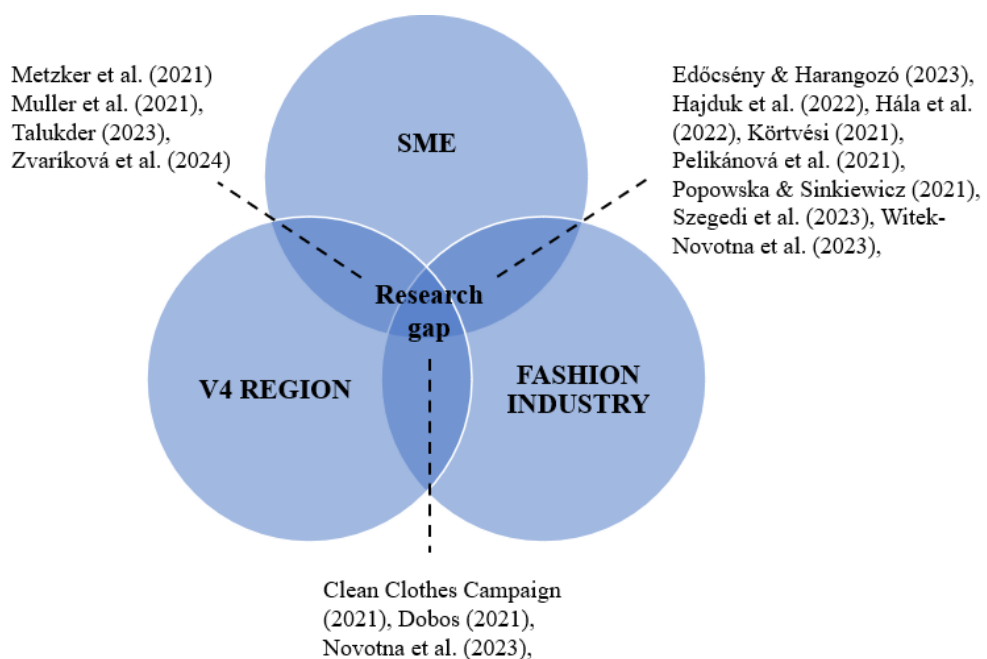 Metzker et al. (2021)
Muller et al. (2021),
Talukder (2023),
Zvaríková et al. (2024)
SME
Edőcsény & Harangozó (2023),
Hajduk et al. (2022), Hála et al.
(2022), Körtvési (2021),
Pelikánová et al. (2021),
Popowska & Sinkiewicz (2021),
Szegedi et al. (2023), Witek-
Novotna et al. (2023),
Research
gap
V4 REGION
FASHION
INDUSTRY
Clean Clothes Campaign
(2021), Dobos (2021),
Novotna et al. (2023),